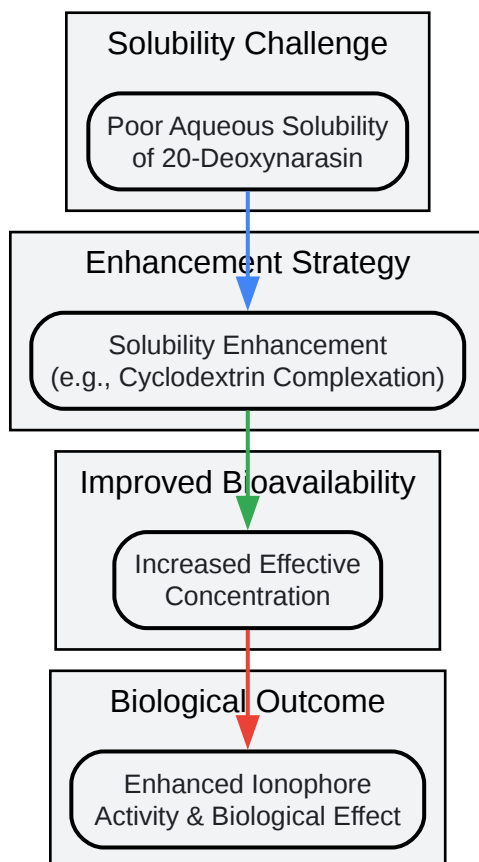 Solubility Challenge
Poor Aqueous Solubility
of 20-Deoxynarasin
Enhancement Strategy
Solubility Enhancement
(e.g., Cyclodextrin Complexation)
Improved Bioavailability
Increased Effective
Concentration
Biological Outcome
Enhanced Ionophore
Activity & Biological Effect